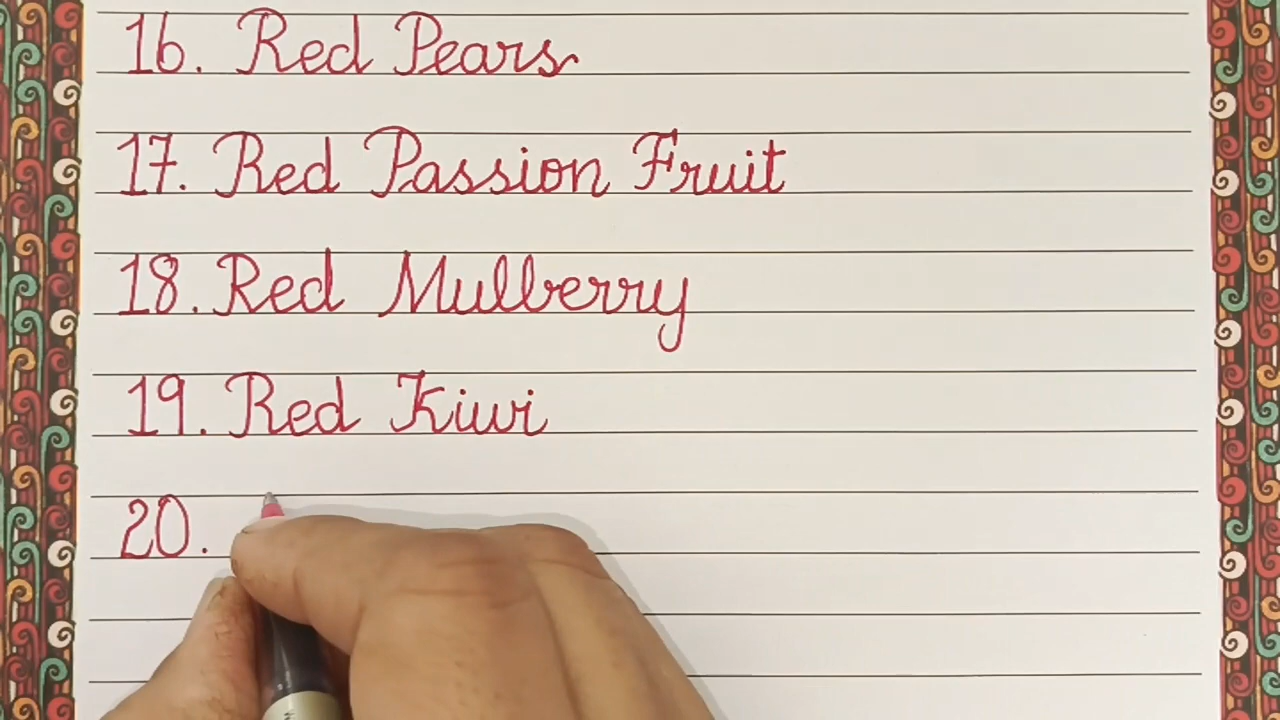 16. Red Pears
17. Red Passion Fruit
18. Red Mulberry
19. Red Kiwi
20.